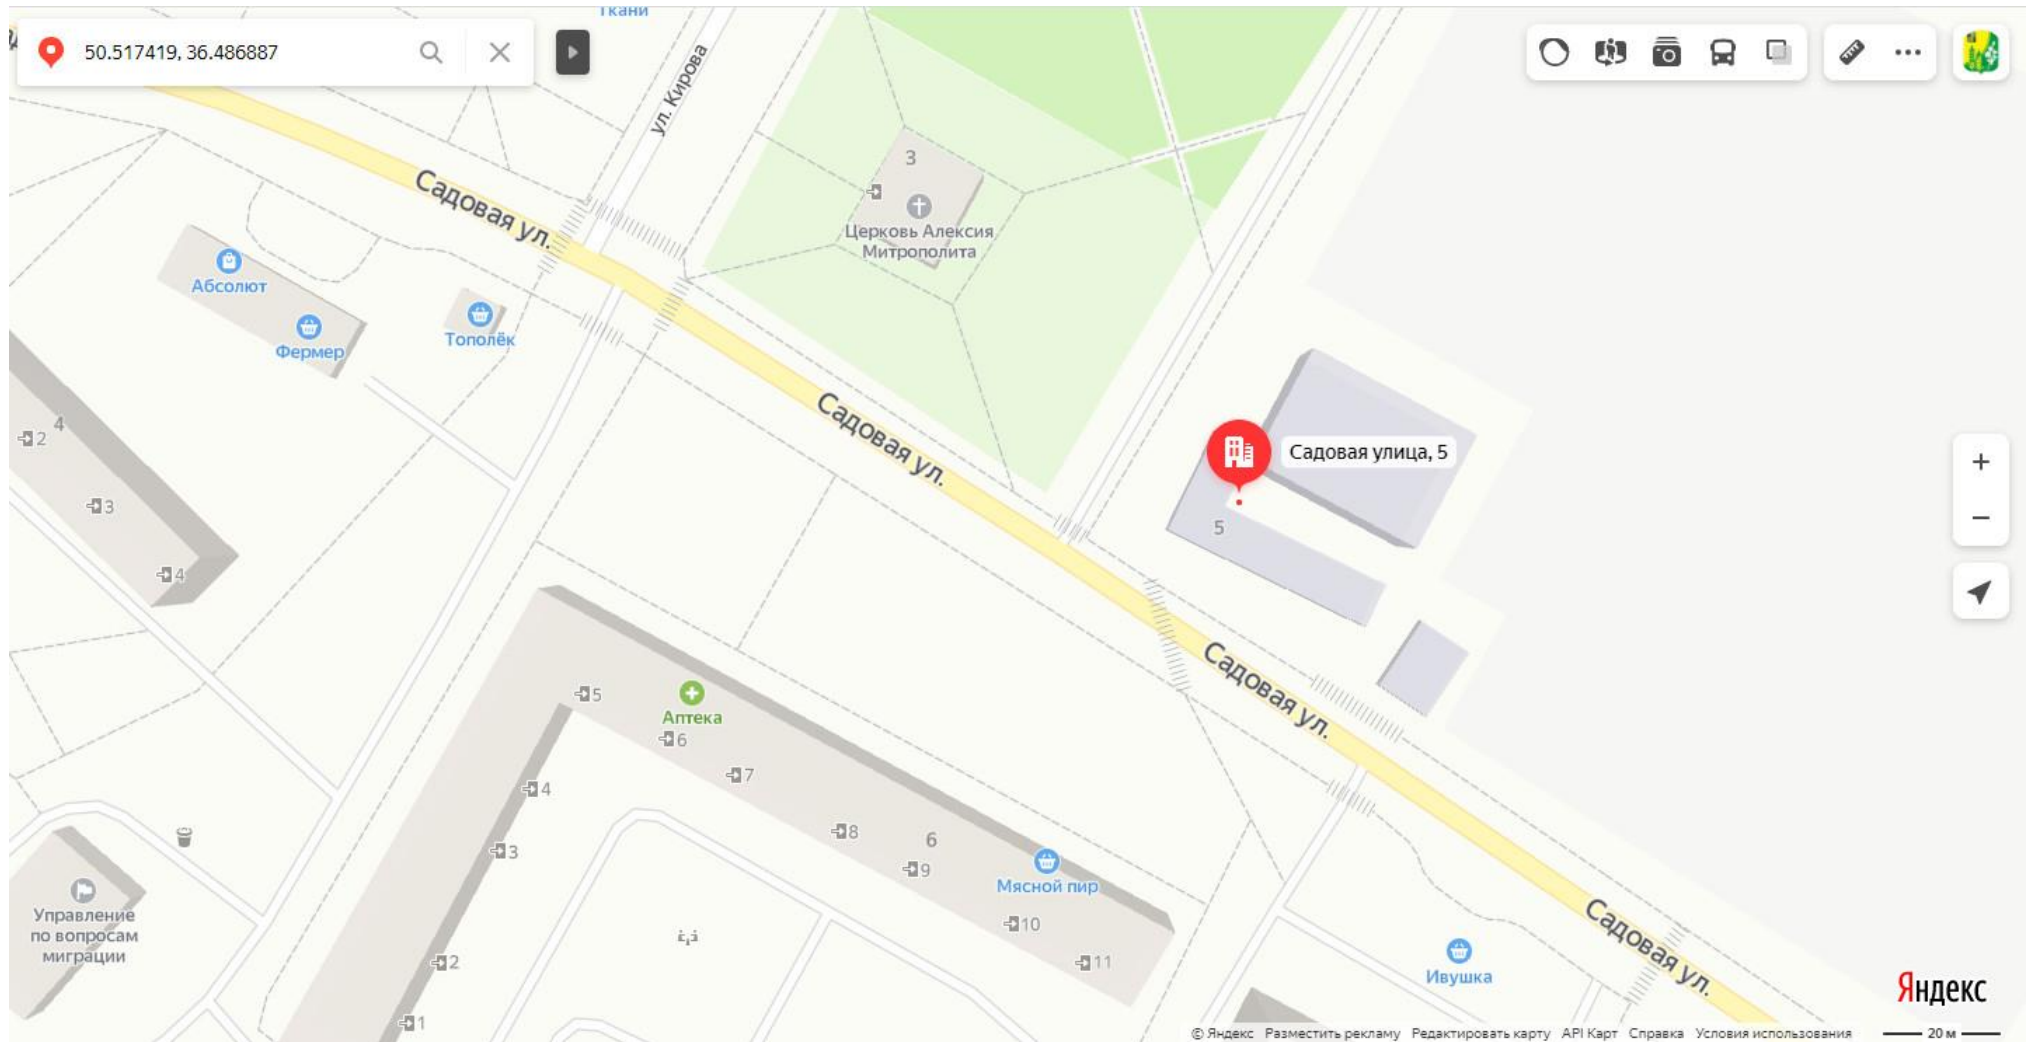 Ткани
50.517419, 36.486887
ул. Кирова
Садовая ул.
3
Церковь Алексия
Митрополита
Абсолют
Фермер
Тополёк
Садовая ул.
Садовая улица, 5
5
4
2
3
4
+
−
Садовая ул.
5
Аптека
6
7
4
8
6
3
9
Мясной пир
Управление
по вопросам
миграции
10
11
2
1
Ивушка
Садовая ул.
Яндекс
© Яндекс Разместить рекламу Редактировать карту API Карт Справка Условия использования
20 м